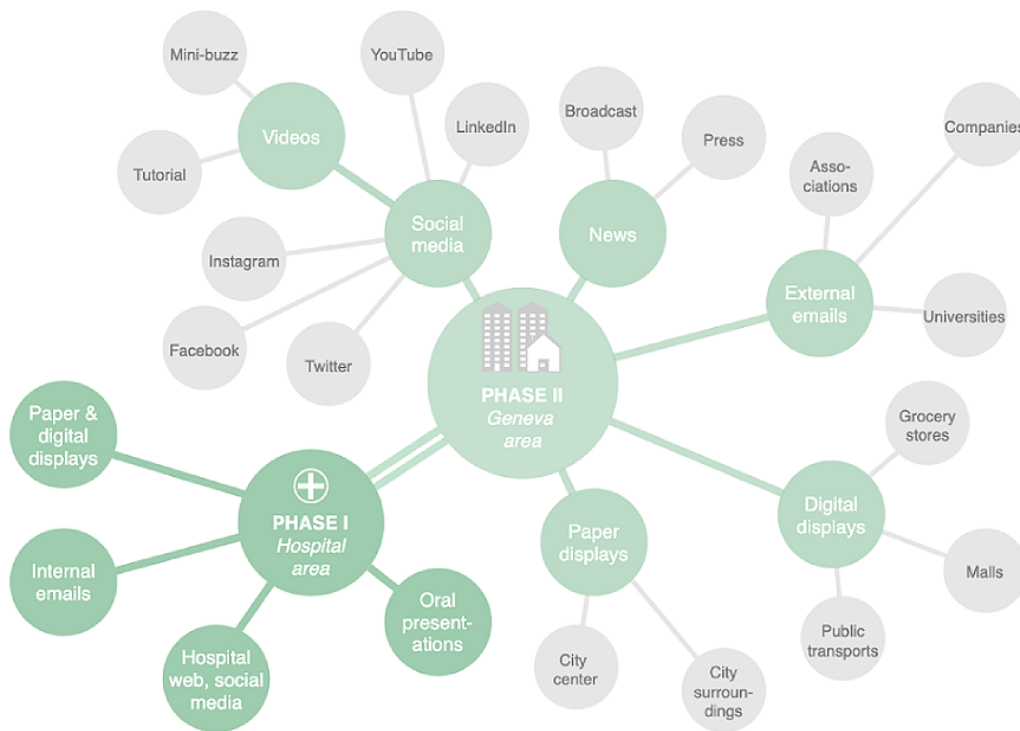 Mini-buzz
YouTube
Videos
LinkedIn
Tutorial
Social
media
Instagram
Facebook
Twitter
Broadcast
Press
News
Companies
Asso-
ciations
External
emails
Universities
PHASE II
Geneva
area
Grocery
stores
Digital
displays
Malls
Public
transports
Paper
displays
City
center
City
surroun-
dings
Paper &
digital
displays
PHASE I
Hospital
area
Internal
emails
Oral
present-
ations
Hospital
web, social
media